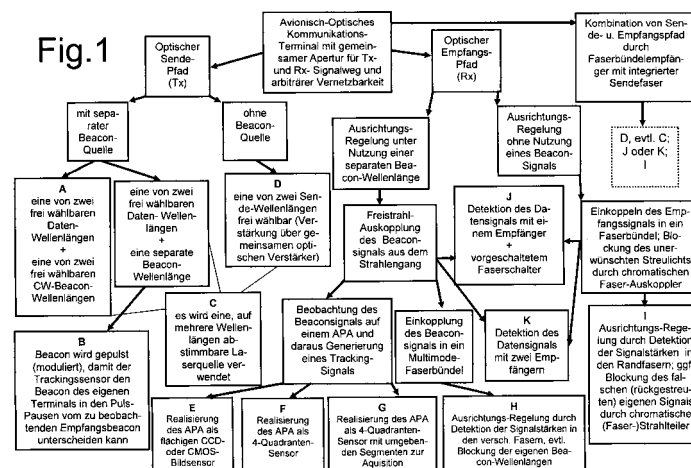 Fig.1
Optischer
Sende-
Pfad
(Tx)
Avionisch-Optisches
Kommunikations-
Terminal mit gemein-
samer Apertur für Tx-
und Rx- Signalweg und
arbiträrer Vernetzbarkeit
Optischer
Empfangs-
Pfad
(Rx)
Kombination von Sen-
de- u. Empfangspfad
durch
Faserbündelempfän-
ger mit integrierter
Sendefaser
mit sepa-
rater
Beacon-
Quelle
ohne
Beacon-
Quelle
Ausrichtungs-
Regelung unter
Nutzung einer
separaten Bea-
con-Wellenlänge
Ausrichtungs-
Regelung
ohne Nutzung
eines Beacon-
Signals
D, evtl. C;
J oder K;
I
A
eine von zwei
frei wählbaren
Daten-
Wellenlängen
+
eine von zwei
frei wählbaren
CW-Beacon-
Wellenlängen
eine von zwei
frei wählbaren
Daten-Wellen-
längen
+
eine separate
Beacon-
Wellenlänge
D
eine von zwei Sen-
de-Wellenlängen
frei wählbar (Ver-
stärkung über ge-
meinsamen opti-
schen Verstärker)
Freistrahl-
Auskopplung
des Beacon-
signals aus dem
Strahlengang
J
Detektion des Da-
tensignals mit ei-
nem Empfänger
+
vorgeschaltetem
Faserschalter
Einkoppeln des Em-
pfangssignals in ein
Faserbündel; Blo-
ckung des uner-
wünschten Streulichts
durch chromatischen
Faser-Auskoppler
C
es wird eine, auf
mehrere Wellen-
längen ab-
stimmbare La-
serquelle ver-
wendet
B
Beacon wird gepulst
(moduliert), damit der
Trackingssensor den
Beacon des eigenen
Terminals in den Puls-
Pausen vom zu beobach-
tenden Empfangsbeacon
unterscheiden kann
Beobachtung des
Beaconsignals auf
einem APA und
daraus Generierung
eines Tracking-
Signals
Einkopplung
des Beacon-
signals in ein
Multimode-
Faserbündel
K
Detektion des
Datensignals
mit zwei Emp-
fängern
I
Ausrichtungs-Rege-
lung durch Detektion
der Signalstärken in
den Randfasern; ggf.
Blockung des fal-
schen (rückgestreu-
ten) eigenen Signals
durch chromatische
(Faser-)Strahlteiler
E
Realisierung
des APA als
flächigen CCD-
oder CMOS-
Bildsensor
F
Realisierung
des APA als
4-Quadranten-
Sensor
G
Realisierung des
APA als 4-Quadranten-
Sensor mit umgeben
den Segmenten zur
Aquisition
H
Ausrichtungs-Regelung durch
Detektion der Signalstärken in
den versch. Fasern, evtl.
Blockung der eigenen Bea-
con-Wellenlängen